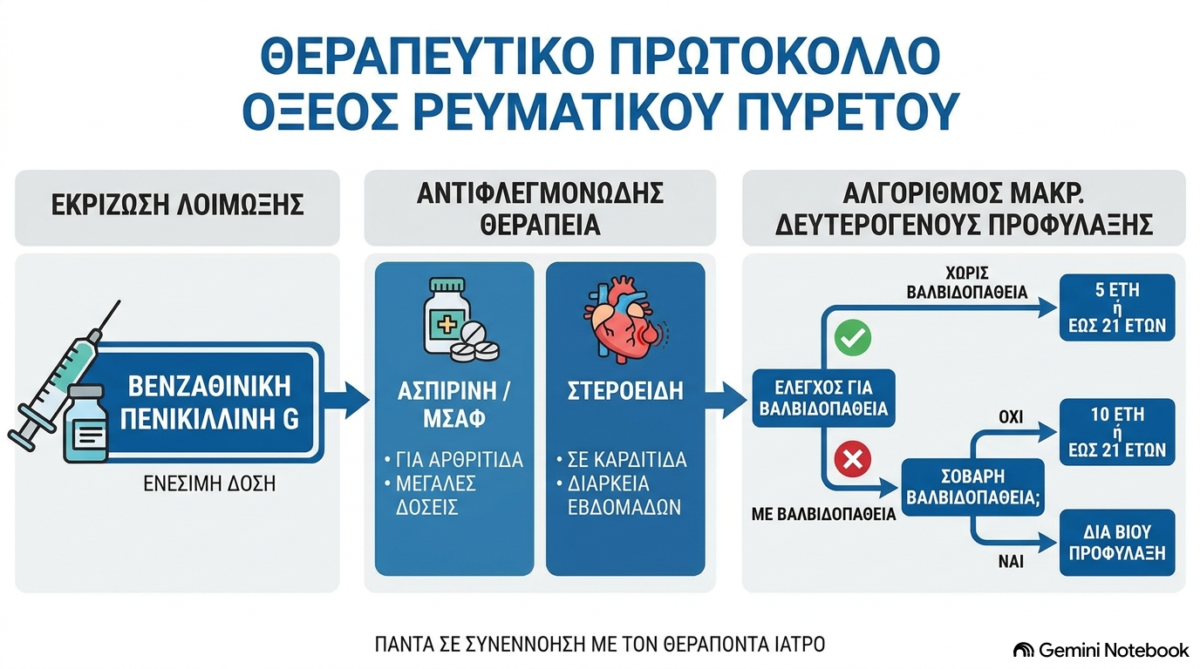 ΘΕΡΑΠΕΥΤΙΚΟ ΠΡΩΤΟΚΟΛΛΟ
ΟΞΕΟΣ ΡΕΥΜΑΤΙΚΟΥ ΠΥΡΕΤΟΥ
ΕΚΡΙΖΩΣΗ ΛΟΙΜΩΞΗΣ
ΒΕΝΖΑΘΙΝΙΚΗ
ΠΕΝΙΚΙΛΛΙΝΗ G
ΕΝΕΣΙΜΗ ΔΟΣΗ
ΑΝΤΙΦΛΕΓΜΟΝΩΔΗΣ
ΘΕΡΑΠΕΙΑ
ΑΣΠΙΡΙΝΗ /
ΜΣΑΦ
• ΓΙΑ ΑΡΘΡΙΤΙΔΑ
• ΜΕΓΑΛΕΣ
ΔΟΣΕΙΣ
ΣΤΕΡΟΕΙΔΗ
• ΣΕ ΚΑΡΔΙΤΙΔΑ
• ΔΙΑΡΚΕΙΑ
ΕΒΔΟΜΑΔΩΝ
ΑΛΓΟΡΙΘΜΟΣ ΜΑΚΡ.
ΔΕΥΤΕΡΟΓΕΝΟΥΣ ΠΡΟΦΥΛΑΞΗΣ
ΕΛΕΓΧΟΣ ΓΙΑ
ΒΑΛΒΙΔΟΠΑΘΕΙΑ
ΧΩΡΙΣ
ΒΑΛΒΙΔΟΠΑΘΕΙΑ
5 ΕΤΗ
ή
ΕΩΣ 21 ΕΤΩΝ
ΜΕ ΒΑΛΒΙΔΟΠΑΘΕΙΑ
ΣΟΒΑΡΗ
ΒΑΛΒΙΔΟΠΑΘΕΙΑ;
ΟΧΙ
10 ΕΤΗ
ή
ΕΩΣ 21 ΕΤΩΝ
ΝΑΙ
ΔΙΑ ΒΙΟΥ
ΠΡΟΦΥΛΑΞΗ
ΠΑΝΤΑ ΣΕ ΣΥΝΕΝΝΟΗΣΗ ΜΕ ΤΟΝ ΘΕΡΑΠΟΝΤΑ ΙΑΤΡΟ
Gemini Notebook